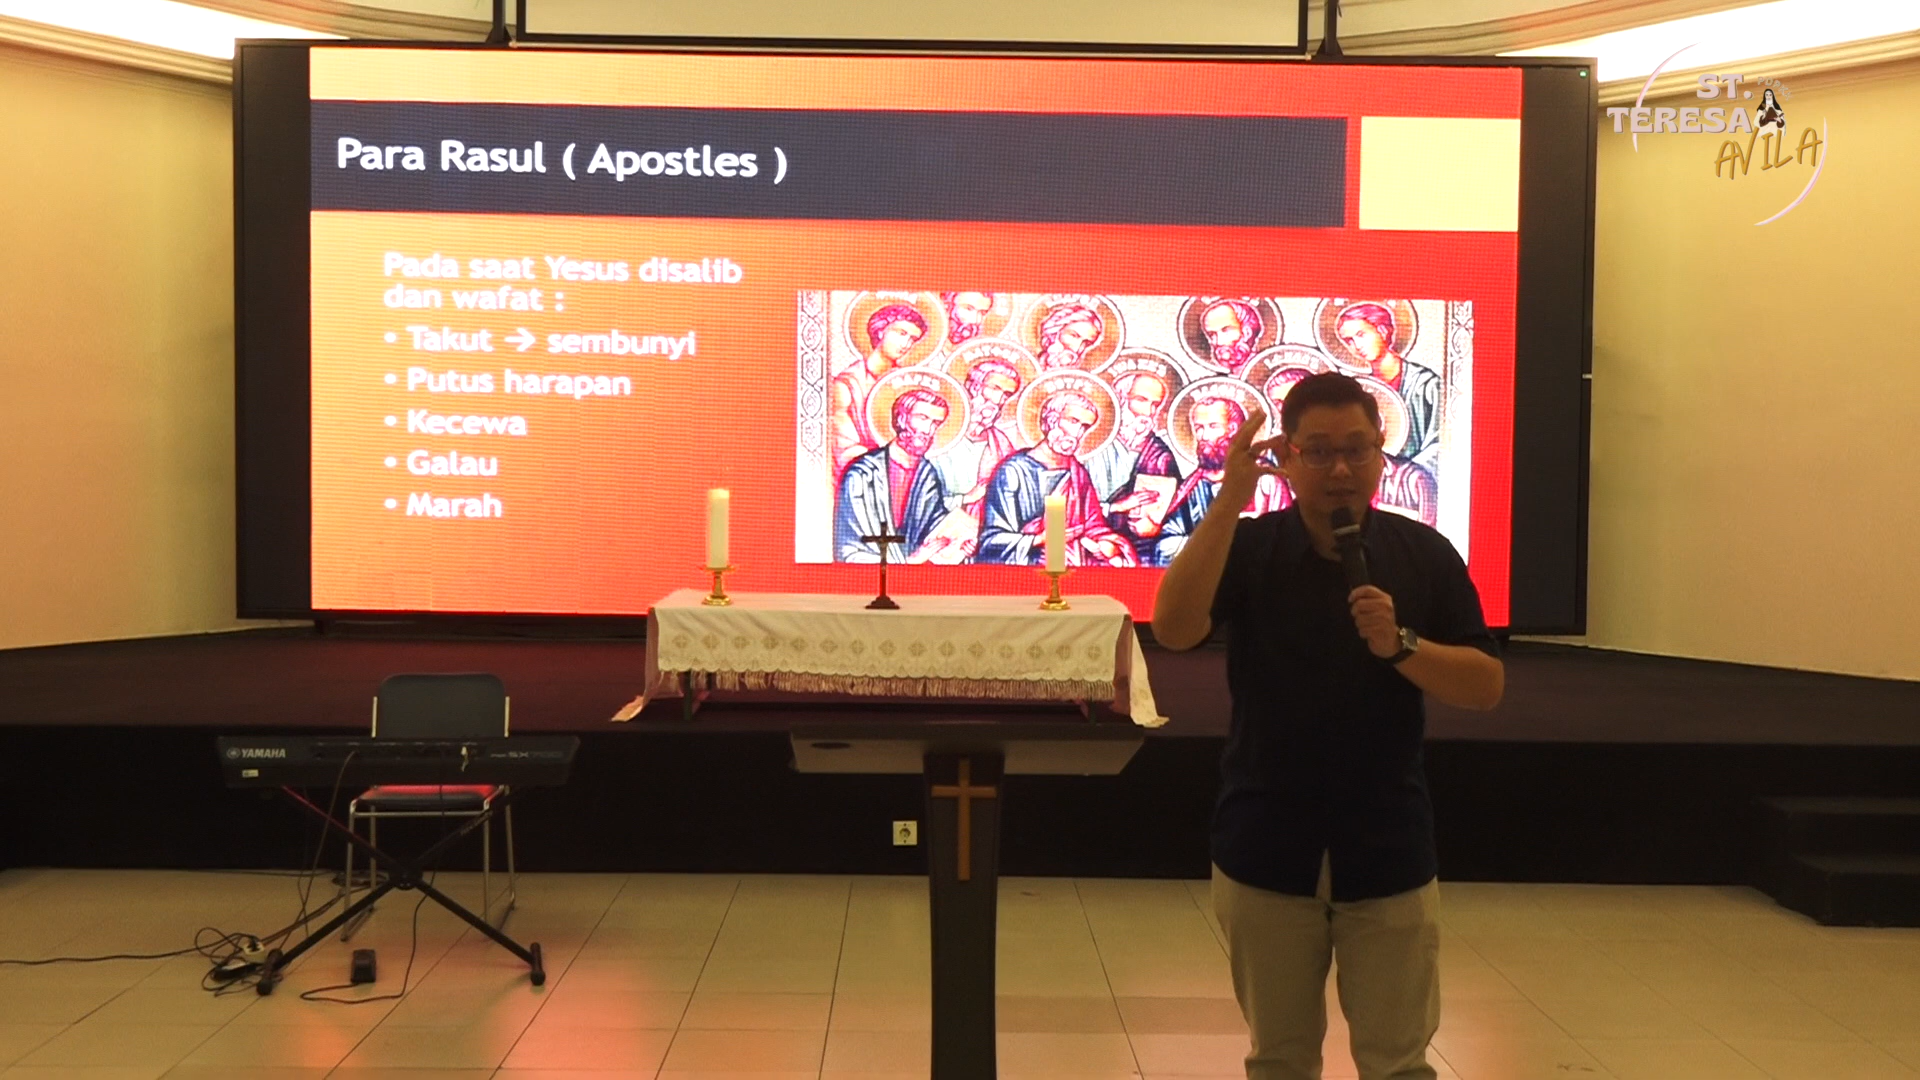 ST.
TERESA
AVILA
Para Rasul ( Apostles )
Pada saat Yesus disalib
dan wafat :
• Takut → sembunyi
• Putus harapan
• Kecewa
• Galau
• Marah
YAMAHA